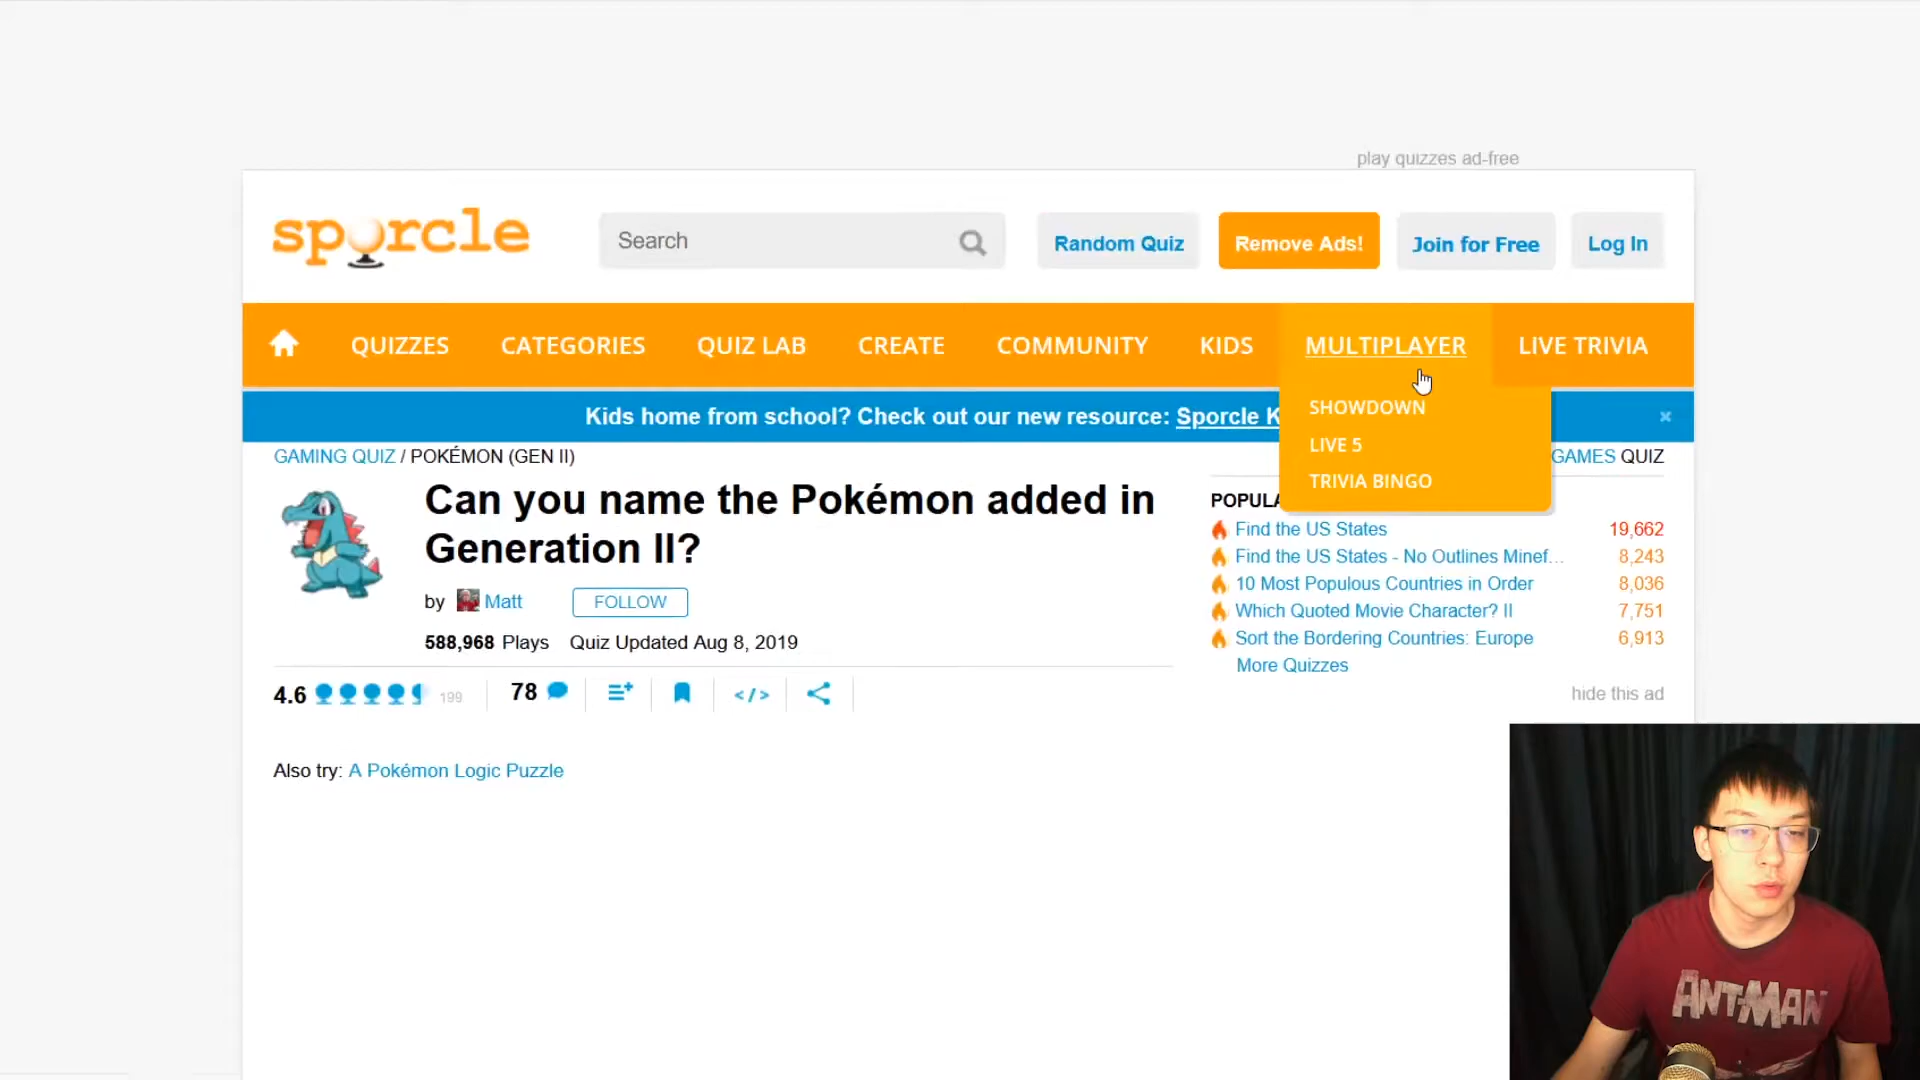 play quizzes ad-free
sporcle
Search
Random Quiz
Remove Ads!
Join for Free
Log In
QUIZZES
CATEGORIES
QUIZ LAB
CREATE
COMMUNITY
KIDS
MULTIPLAYER
LIVE TRIVIA
SHOWDOWN
LIVE 5
TRIVIA BINGO
Kids home from school? Check out our new resource: Sporcle K
GAMING QUIZ / POKÉMON (GEN II)
GAMES QUIZ
Can you name the Pokémon added in
Generation II?
by Matt
FOLLOW
588,968 Plays Quiz Updated Aug 8, 2019
4.6
199
78
</>
Also try: A Pokémon Logic Puzzle
POPULA
Find the US States 19,662
Find the US States - No Outlines Minef... 8,243
10 Most Populous Countries in Order 8,036
Which Quoted Movie Character? II 7,751
Sort the Bordering Countries: Europe 6,913
More Quizzes
hide this ad
ANT-MAN